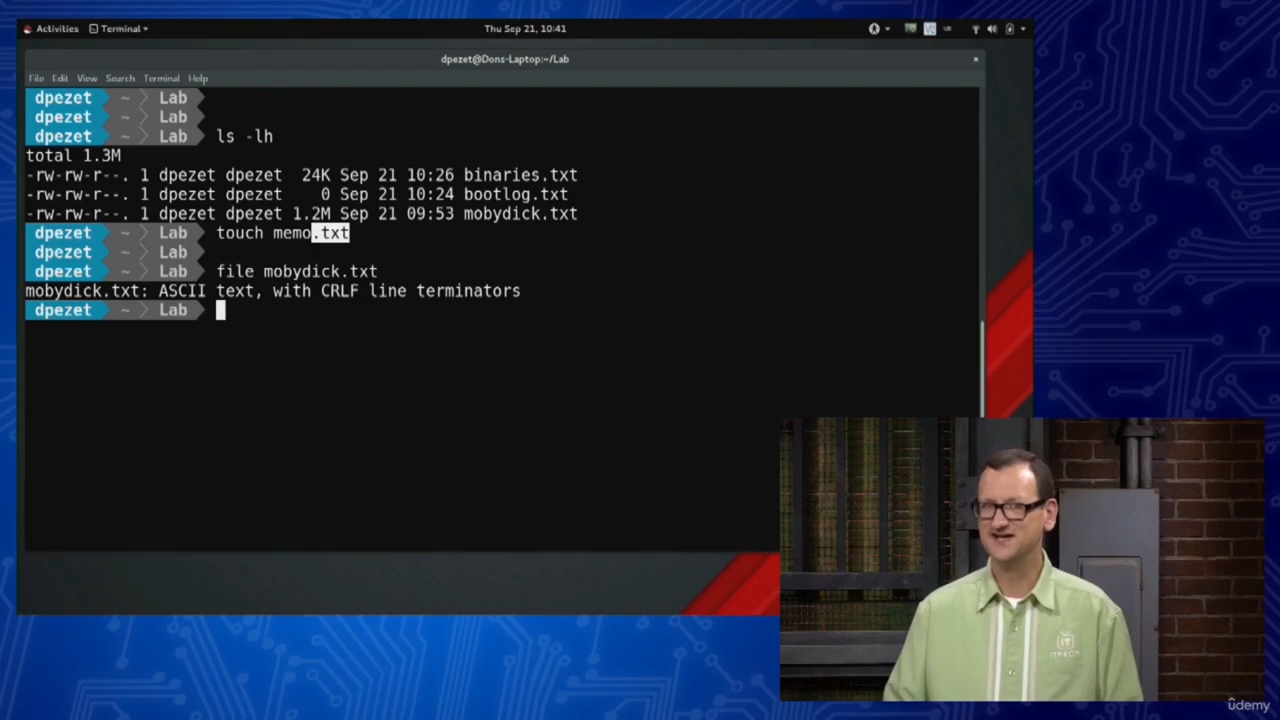 Activities Terminal Thu Sep 21, 10:41
dpezet@Dons-Laptop:~/Lab ×
File Edit View Search Terminal Help
dpezet ~ Lab
dpezet ~ Lab
dpezet ~ Lab ls -lh
total 1.3M
-rw-rw-r--. 1 dpezet dpezet  24K Sep 21 10:26 binaries.txt
-rw-rw-r--. 1 dpezet dpezet    0 Sep 21 10:24 bootlog.txt
-rw-rw-r--. 1 dpezet dpezet 1.2M Sep 21 09:53 mobydick.txt
dpezet ~ Lab touch memo.txt
dpezet ~ Lab
dpezet ~ Lab file mobydick.txt
mobydick.txt: ASCII text, with CRLF line terminators
dpezet ~ Lab
IT
ITPROTV
udemy